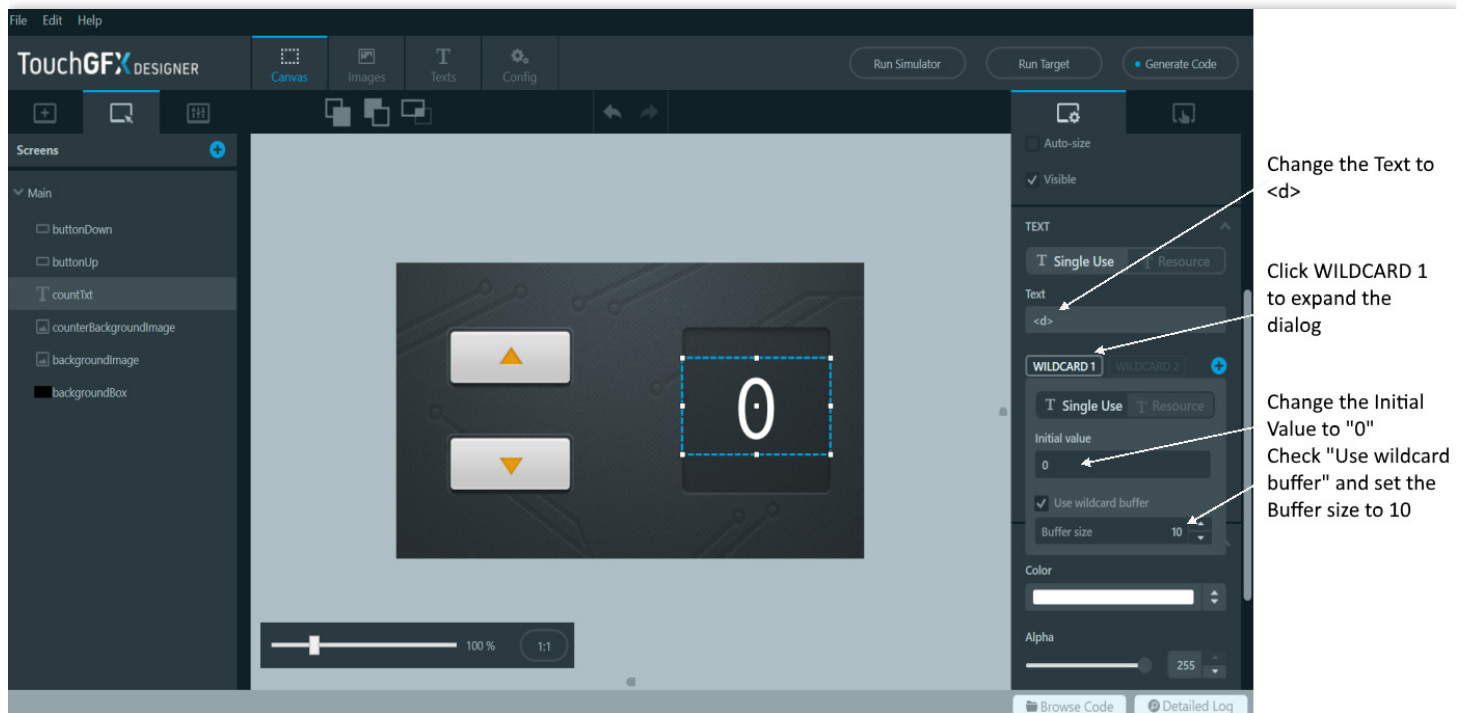 File Edit Help
TouchGFX DESIGNER
Canvas
Images
Texts
Config
Run Simulator
Run Target
Generate Code
Screens
Main
buttonDown
buttonUp
countTxt
counterBackgroundImage
backgroundImage
backgroundBox
0
100 %
1:1
Auto-size
Visible
TEXT
Single Use
Resource
Text
<d>
WILDCARD 1
WILDCARD 2
Single Use
Resource
Initial value
0
Use wildcard buffer
Buffer size 10
Color
Alpha
255
Browse Code
Detailed Log
Change the Text to
<d>
Click WILDCARD 1
to expand the
dialog
Change the Initial
Value to "0"
Check "Use wildcard
buffer" and set the
Buffer size to 10